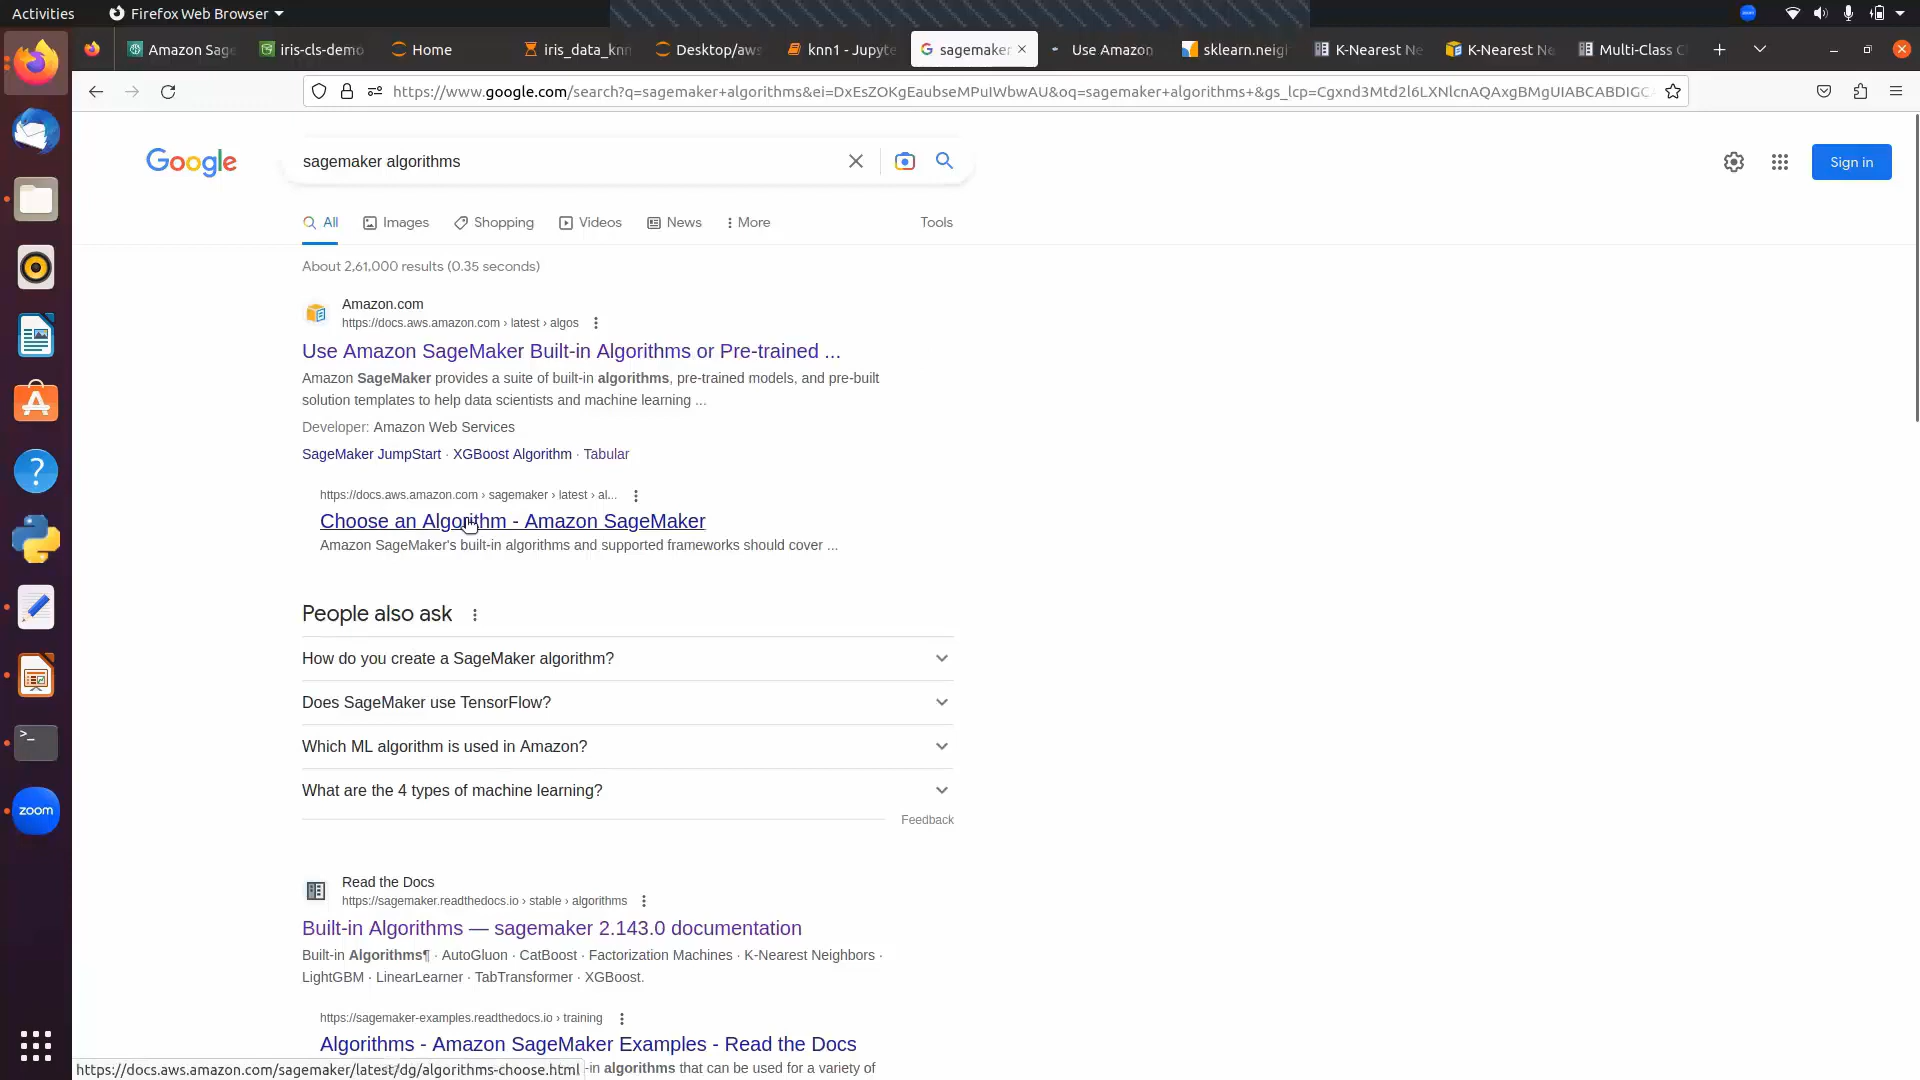 Activities
Firefox Web Browser
Amazon Sage
iris-cls-demo
Home
iris_data_knn
Desktop/aws
knn1 - Jupyte
sagemaker
Use Amazon
sklearn.neigh
K-Nearest Ne
K-Nearest Ne
Multi-Class C
https://www.google.com/search?q=sagemaker+algorithms&ei=DxEsZOKgEaubseMPuIWbwAU&oq=sagemaker+algorithms+&gs_lcp=Cgxnd3Mtd2l6LXNlcnAQAxgBMgUIABCABDIGC
Google
sagemaker algorithms
Sign in
All
Images
Shopping
Videos
News
More
Tools
About 2,61,000 results (0.35 seconds)
Amazon.com
https://docs.aws.amazon.com › latest › algos
Use Amazon SageMaker Built-in Algorithms or Pre-trained ...
Amazon SageMaker provides a suite of built-in algorithms, pre-trained models, and pre-built
solution templates to help data scientists and machine learning ...
Developer: Amazon Web Services
SageMaker JumpStart · XGBoost Algorithm · Tabular
https://docs.aws.amazon.com › sagemaker › latest › al...
Choose an Algorithm - Amazon SageMaker
Amazon SageMaker's built-in algorithms and supported frameworks should cover ...
People also ask
How do you create a SageMaker algorithm?
Does SageMaker use TensorFlow?
Which ML algorithm is used in Amazon?
What are the 4 types of machine learning?
Feedback
zoom
Read the Docs
https://sagemaker.readthedocs.io › stable › algorithms
Built-in Algorithms — sagemaker 2.143.0 documentation
Built-in Algorithms¶ · AutoGluon · CatBoost · Factorization Machines · K-Nearest Neighbors ·
LightGBM · LinearLearner · TabTransformer · XGBoost.
https://sagemaker-examples.readthedocs.io › training
Algorithms - Amazon SageMaker Examples - Read the Docs
-in algorithms that can be used for a variety of
https://docs.aws.amazon.com/sagemaker/latest/dg/algorithms-choose.html